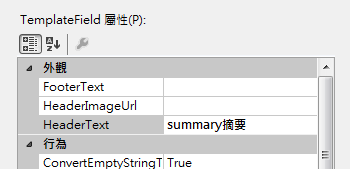 TemplateField 屬性(P):
外觀
FooterText
HeaderImageUrl
HeaderText summary摘要
行為
ConvertEmptyStringT True